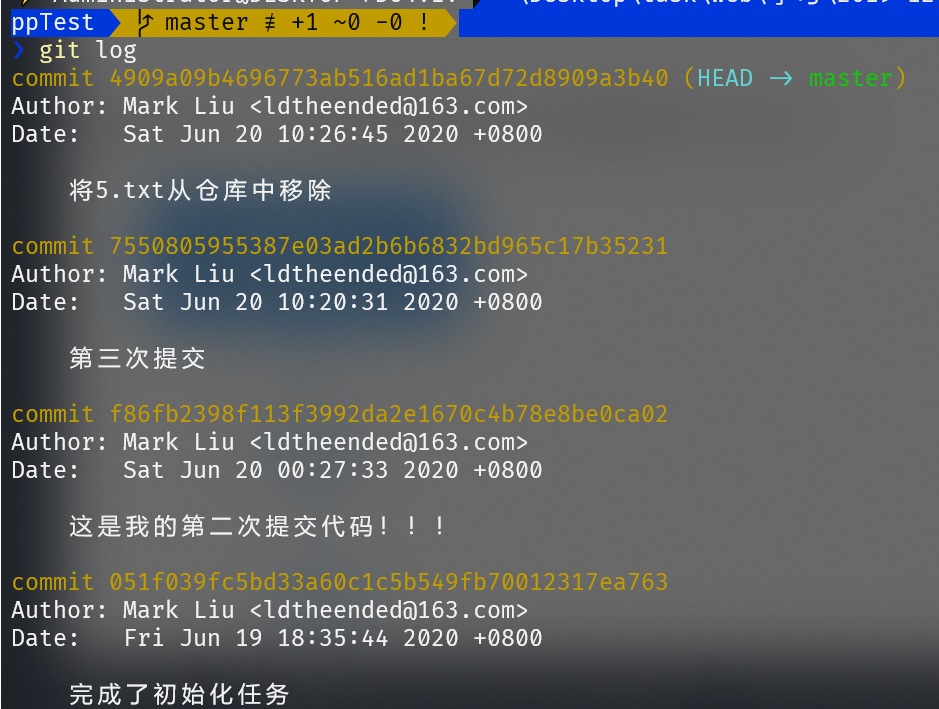 ppTest master ≢ +1 ~0 -0 !
❯ git log
commit 4909a09b4696773ab516ad1ba67d72d8909a3b40 (HEAD -> master)
Author: Mark Liu <ldtheended@163.com>
Date:   Sat Jun 20 10:26:45 2020 +0800
将5.txt从仓库中移除
commit 7550805955387e03ad2b6b6832bd965c17b35231
Author: Mark Liu <ldtheended@163.com>
Date:   Sat Jun 20 10:20:31 2020 +0800
第三次提交
commit f86fb2398f113f3992da2e1670c4b78e8be0ca02
Author: Mark Liu <ldtheended@163.com>
Date:   Sat Jun 20 00:27:33 2020 +0800
这是我的第二次提交代码！！！
commit 051f039fc5bd33a60c1c5b549fb70012317ea763
Author: Mark Liu <ldtheended@163.com>
Date:   Fri Jun 19 18:35:44 2020 +0800
完成了初始化任务